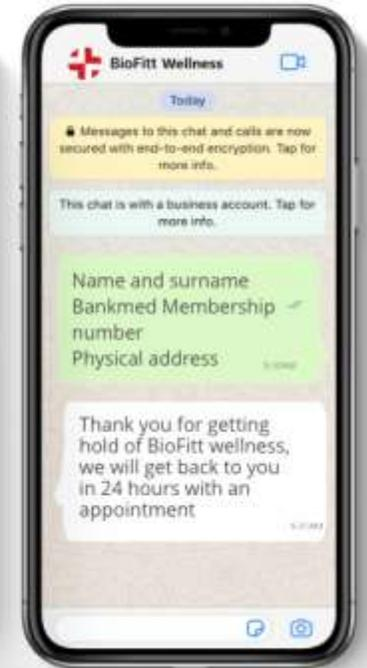 BioFitt Wellness
Today
Messages to this chat and calls are now
secured with end-to-end encryption. Tap for
more info.
This chat is with a business account. Tap for
more info.
Name and surname
Bankmed Membership
number
Physical address
Thank you for getting
hold of BioFitt wellness,
we will get back to you
in 24 hours with an
appointment